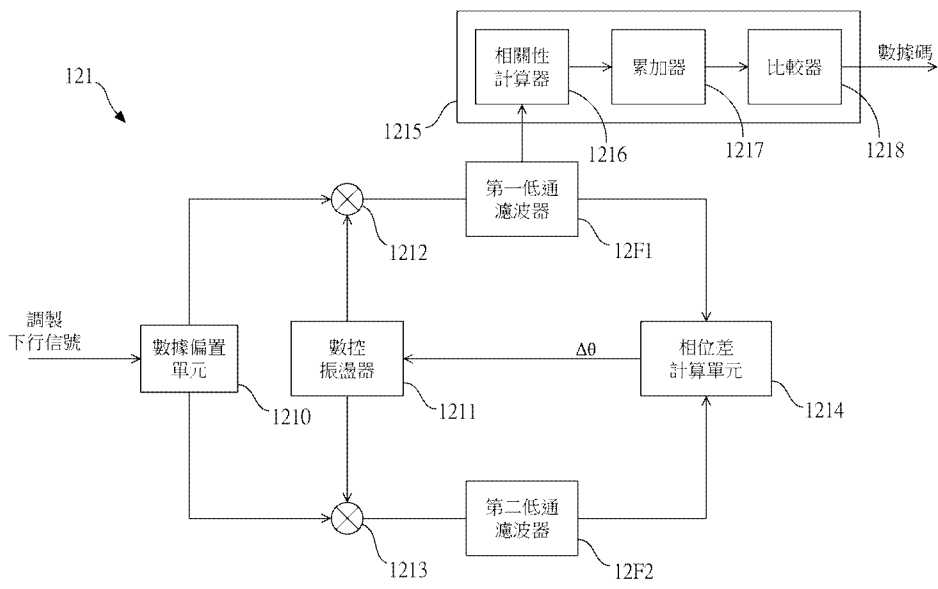 121
相關性
計算器
累加器
比較器
數據碼
1215
1216
1217
1218
第一低通
濾波器
1212
12F1
調製
下行信號
數據偏置
單元
數控
振盪器
Δθ
相位差
計算單元
1210
1211
1214
第二低通
濾波器
1213
12F2